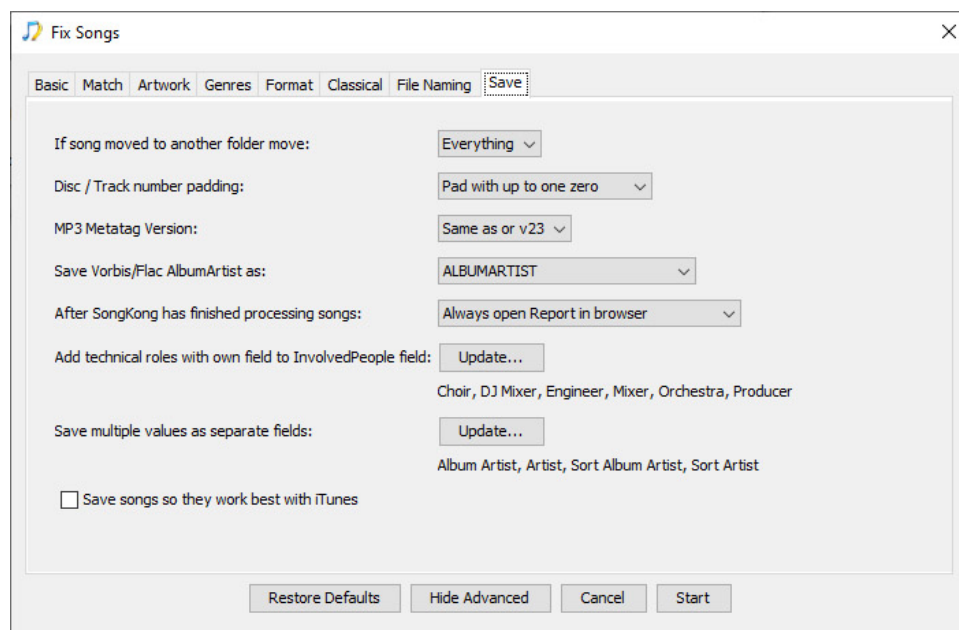 Fix Songs
Basic Match Artwork Genres Format Classical File Naming Save
If song moved to another folder move: Everything
Disc / Track number padding: Pad with up to one zero
MP3 Metatag Version: Same as or v23
Save Vorbis/Flac AlbumArtist as: ALBUMARTIST
After SongKong has finished processing songs: Always open Report in browser
Add technical roles with own field to InvolvedPeople field: Update...
Choir, DJ Mixer, Engineer, Mixer, Orchestra, Producer
Save multiple values as separate fields: Update...
Album Artist, Artist, Sort Album Artist, Sort Artist
Save songs so they work best with iTunes
Restore Defaults Hide Advanced Cancel Start